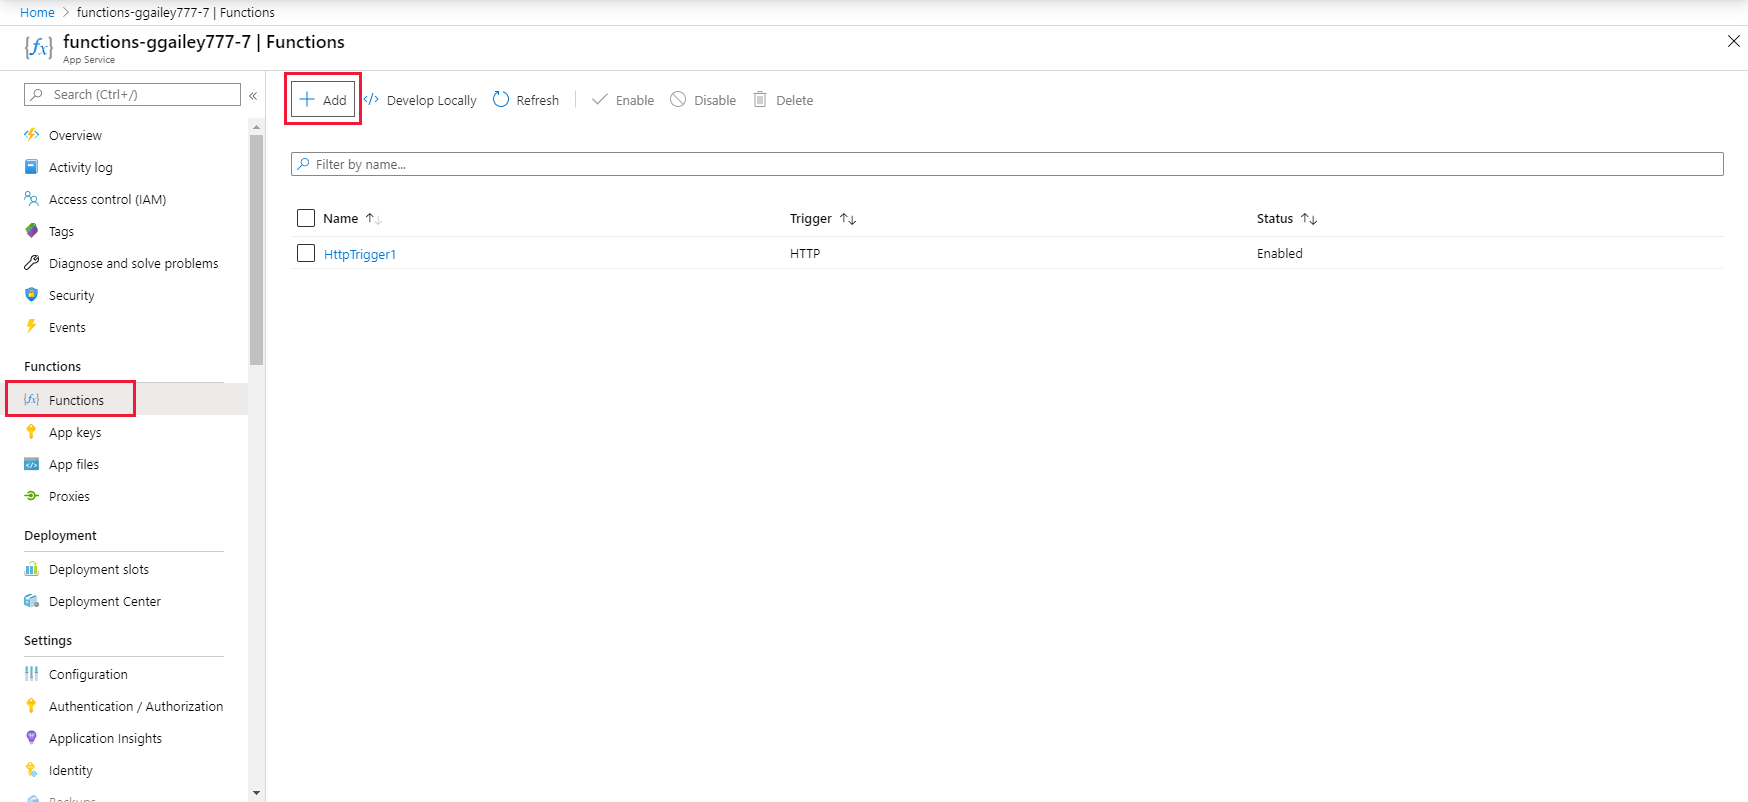 Home > functions-ggailey777-7 | Functions
functions-ggailey777-7 | Functions
App Service
Search (Ctrl+/)
«
Overview
Activity log
Access control (IAM)
Tags
Diagnose and solve problems
Security
Events
Functions
Functions
App keys
App files
Proxies
Deployment
Deployment slots
Deployment Center
Settings
Configuration
Authentication / Authorization
Application Insights
Identity
Backups
Add Develop Locally Refresh Enable Disable Delete
Filter by name...
Name Trigger Status
HttpTrigger1 HTTP Enabled